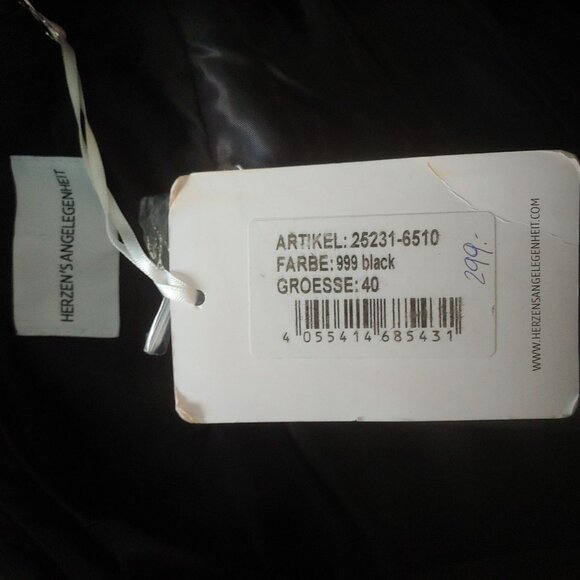 HERZEN'S ANGELEGENHEIT
ARTIKEL: 25231-6510
FARBE: 999 black
GROESSE: 40
4 055414 685431
299.-
WWW.HERZENSANGELEGENHEIT.COM